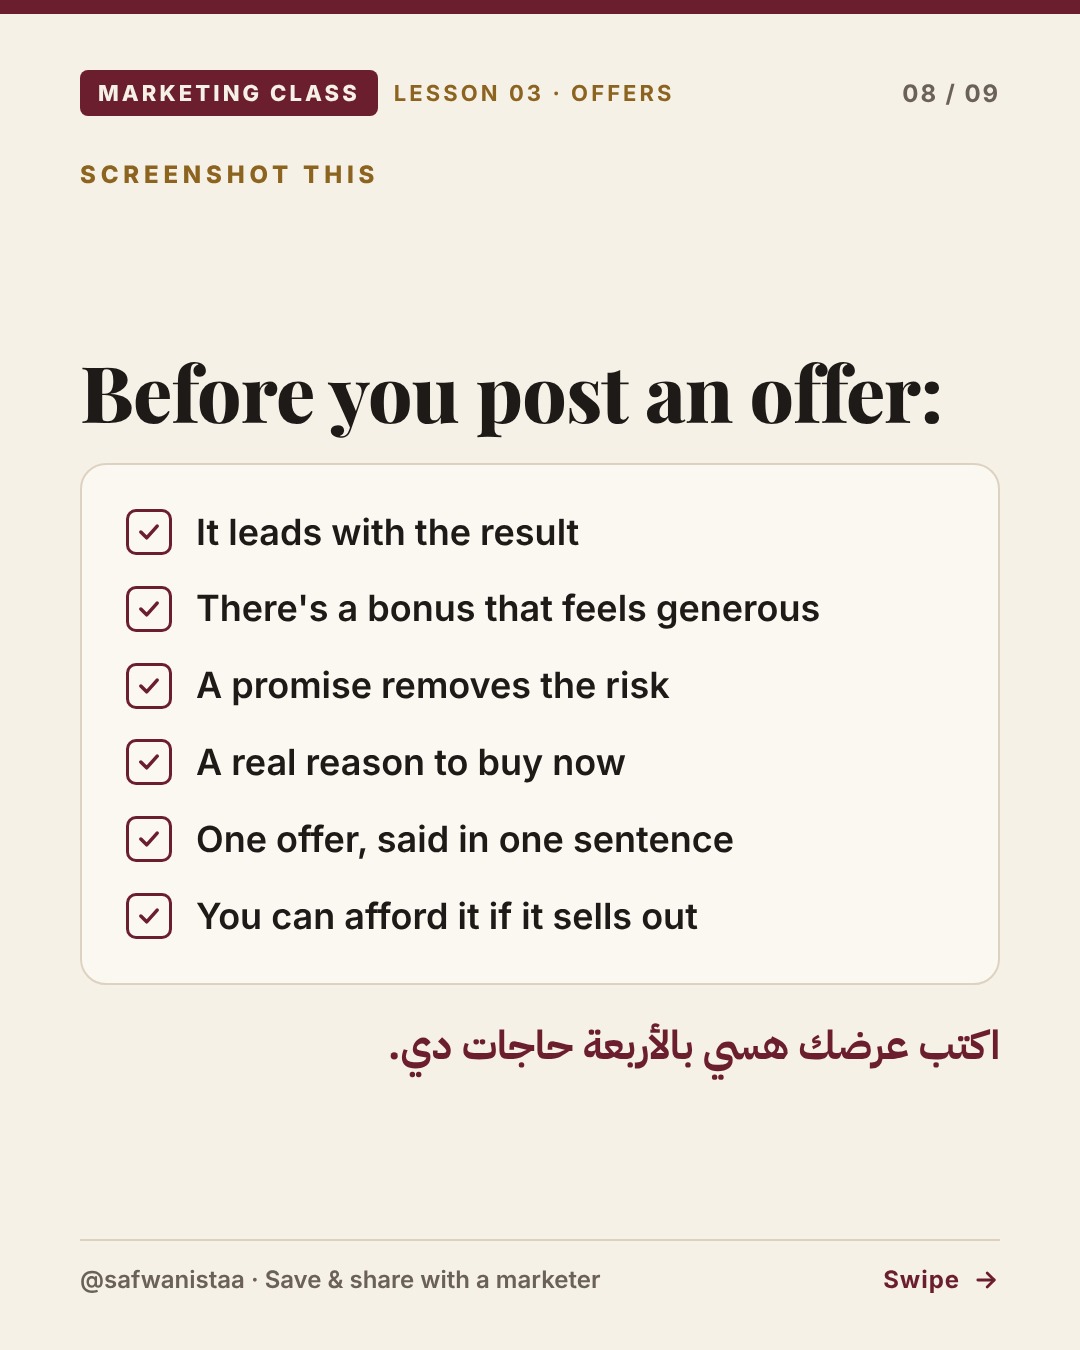 MARKETING CLASS LESSON 03 · OFFERS 08 / 09
SCREENSHOT THIS
Before you post an offer:
It leads with the result
There's a bonus that feels generous
A promise removes the risk
A real reason to buy now
One offer, said in one sentence
You can afford it if it sells out
اكتب عرضك هسي بالأربعة حاجات دي.
@safwanistaa · Save & share with a marketer Swipe →